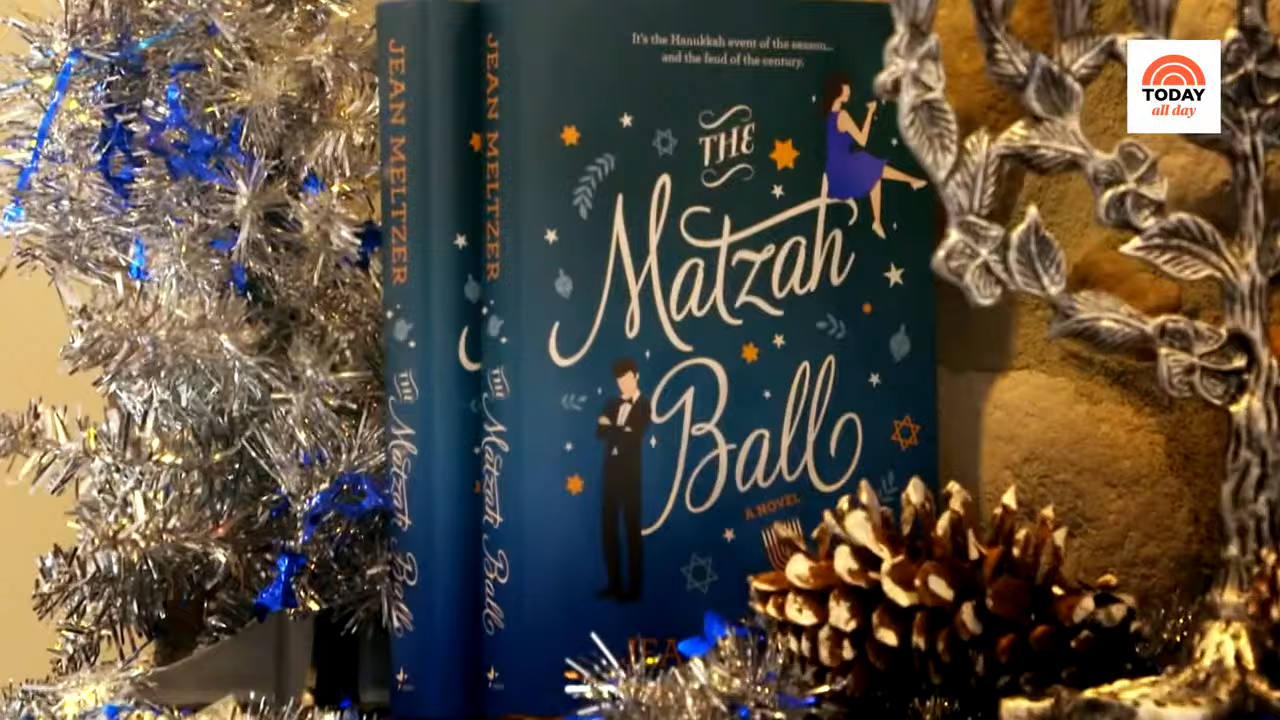 It's the Hanukkah event of the season...
and the feud of the century.
THE
Matzah
Ball
A NOVEL
JEAN MELTZER
THE Matzah Ball
JEAN MELTZER
THE Matzah Ball
TODAY
all day